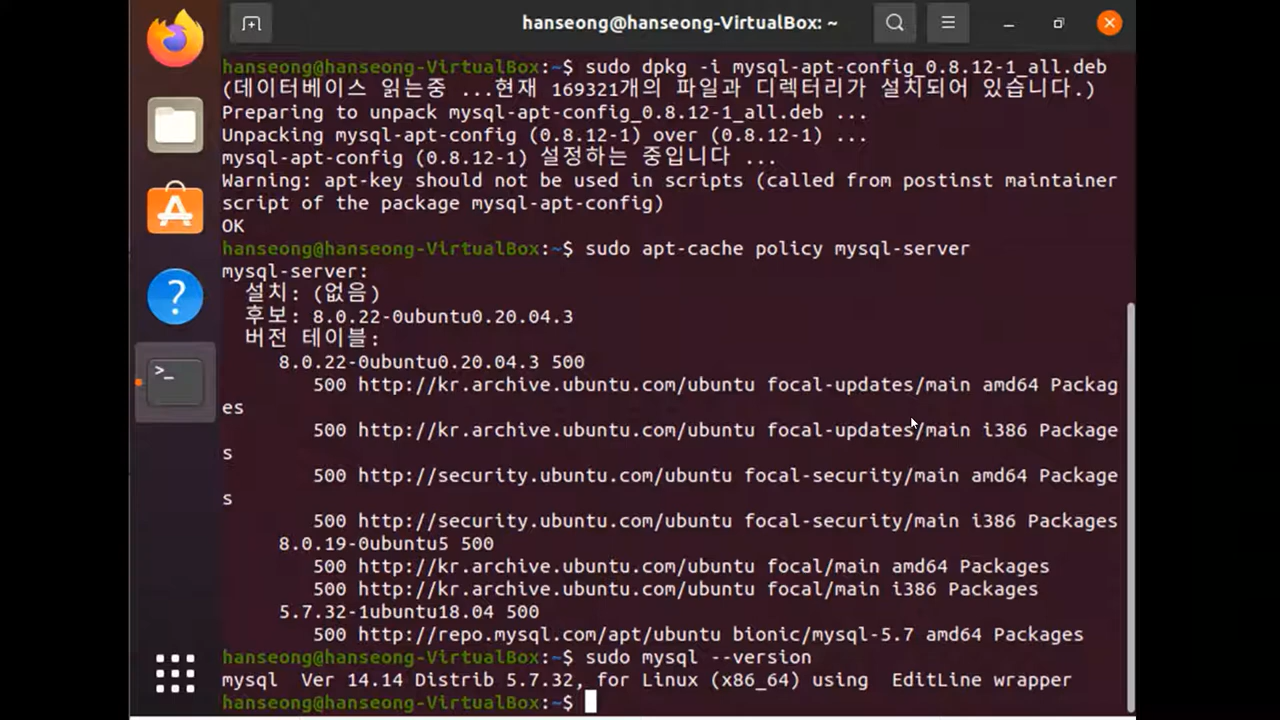 hanseong@hanseong-VirtualBox: ~
hanseong@hanseong-VirtualBox:~$ sudo dpkg -i mysql-apt-config_0.8.12-1_all.deb
(데이터베이스 읽는중 ...현재 169321개의 파일과 디렉터리가 설치되어 있습니다.)
Preparing to unpack mysql-apt-config_0.8.12-1_all.deb ...
Unpacking mysql-apt-config (0.8.12-1) over (0.8.12-1) ...
mysql-apt-config (0.8.12-1) 설정하는 중입니다 ...
Warning: apt-key should not be used in scripts (called from postinst maintainer
script of the package mysql-apt-config)
OK
hanseong@hanseong-VirtualBox:~$ sudo apt-cache policy mysql-server
mysql-server:
  설치: (없음)
  후보: 8.0.22-0ubuntu0.20.04.3
  버전 테이블:
     8.0.22-0ubuntu0.20.04.3 500
        500 http://kr.archive.ubuntu.com/ubuntu focal-updates/main amd64 Packag
es
        500 http://kr.archive.ubuntu.com/ubuntu focal-updates/main i386 Package
s
        500 http://security.ubuntu.com/ubuntu focal-security/main amd64 Package
s
        500 http://security.ubuntu.com/ubuntu focal-security/main i386 Packages
     8.0.19-0ubuntu5 500
        500 http://kr.archive.ubuntu.com/ubuntu focal/main amd64 Packages
        500 http://kr.archive.ubuntu.com/ubuntu focal/main i386 Packages
     5.7.32-1ubuntu18.04 500
        500 http://repo.mysql.com/apt/ubuntu bionic/mysql-5.7 amd64 Packages
hanseong@hanseong-VirtualBox:~$ sudo mysql --version
mysql  Ver 14.14 Distrib 5.7.32, for Linux (x86_64) using  EditLine wrapper
hanseong@hanseong-VirtualBox:~$